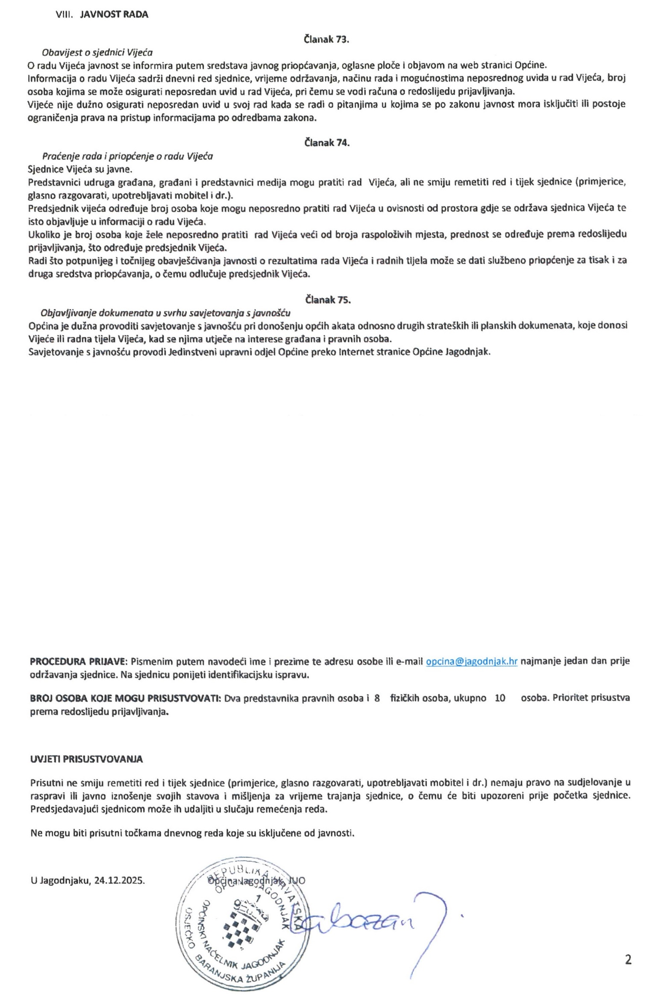 VIII. JAVNOST RADA
Članak 73.
Obavijest o sjednici Vijeća
O radu Vijeća javnost se informira putem sredstava javnog priopćavanja, oglasne ploče i objavom na web stranici Općine.
Informacija o radu Vijeća sadrži dnevni red sjednice, vrijeme održavanja, načinu rada i mogućnostima neposrednog uvida u rad Vijeća, broj
osoba kojima se može osigurati neposredan uvid u rad Vijeća, pri čemu se vodi računa o redoslijedu prijavljivanja.
Vijeće nije dužno osigurati neposredan uvid u svoj rad kada se radi o pitanjima u kojima se po zakonu javnost mora isključiti ili postoje
ograničenja prava na pristup informacijama po odredbama zakona.
Članak 74.
Praćenje rada i priopćenje o radu Vijeća
Sjednice Vijeća su javne.
Predstavnici udruga građana, građani i predstavnici medija mogu pratiti rad Vijeća, ali ne smiju remetiti red i tijek sjednice (primjerice,
glasno razgovarati, upotrebljavati mobitel i dr.).
Predsjednik vijeća određuje broj osoba koje mogu neposredno pratiti rad Vijeća u ovisnosti od prostora gdje se održava sjednica Vijeća te
isto objavljuje u informaciji o radu Vijeća.
Ukoliko je broj osoba koje žele neposredno pratiti rad Vijeća veći od broja raspoloživih mjesta, prednost se određuje prema redoslijedu
prijavljivanja, što određuje predsjednik Vijeća.
Radi što potpunijeg i točnijeg obavješćivanja javnosti o rezultatima rada Vijeća i radnih tijela može se dati službeno priopćenje za tisak i za
druga sredstva priopćavanja, o čemu odlučuje predsjednik Vijeća.
Članak 75.
Objavljivanje dokumenata u svrhu savjetovanja s javnošću
Općina je dužna provoditi savjetovanje s javnošću pri donošenju općih akata odnosno drugih strateških ili planskih dokumenata, koje donosi
Vijeće ili radna tijela Vijeća, kad se njima utječe na interese građana i pravnih osoba.
Savjetovanje s javnošću provodi Jedinstveni upravni odjel Općine preko Internet stranice Općine Jagodnjak.
PROCEDURA PRIJAVE: Pismenim putem navodeći ime i prezime te adresu osobe ili e-mail opcina@jagodnjak.hr najmanje jedan dan prije
održavanja sjednice. Na sjednicu ponijeti identifikacijsku ispravu.
BROJ OSOBA KOJE MOGU PRISUSTVOVATI: Dva predstavnika pravnih osoba i 8 fizičkih osoba, ukupno 10 osoba. Prioritet prisustva
prema redoslijedu prijavljivanja.
UVJETI PRISUSTVOVANJA
Prisutni ne smiju remetiti red i tijek sjednice (primjerice, glasno razgovarati, upotrebljavati mobitel i dr.) nemaju pravo na sudjelovanje u
raspravi ili javno iznošenje svojih stavova i mišljenja za vrijeme trajanja sjednice, o čemu će biti upozoreni prije početka sjednice.
Predsjedavajući sjednicom može ih udaljiti u slučaju remećenja reda.
Ne mogu biti prisutni točkama dnevnog reda koje su isključene od javnosti.
U Jagodnjaku, 24.12.2025. Općina Jagodnjak, JUO
REPUBLIKA HRVATSKA
OPĆINA JAGODNJAK
1
OPĆINSKI NAČELNIK JAGODNJAK
OSJEČKO BARANJSKA ŽUPANIJA
2